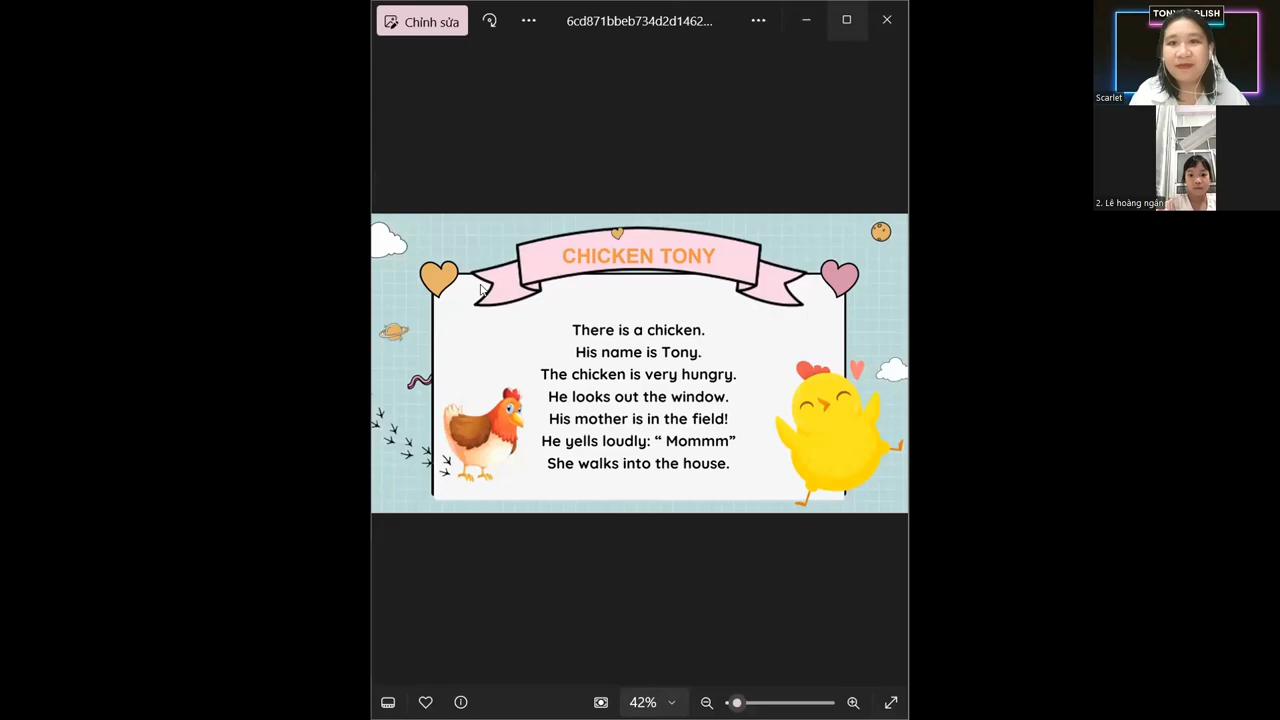 Chỉnh sửa
6cd871bbeb734d2d1462...
CHICKEN TONY
There is a chicken.
His name is Tony.
The chicken is very hungry.
He looks out the window.
His mother is in the field!
He yells loudly: “ Mommm”
She walks into the house.
42%
Scarlet
2. Lê hoàng ngân